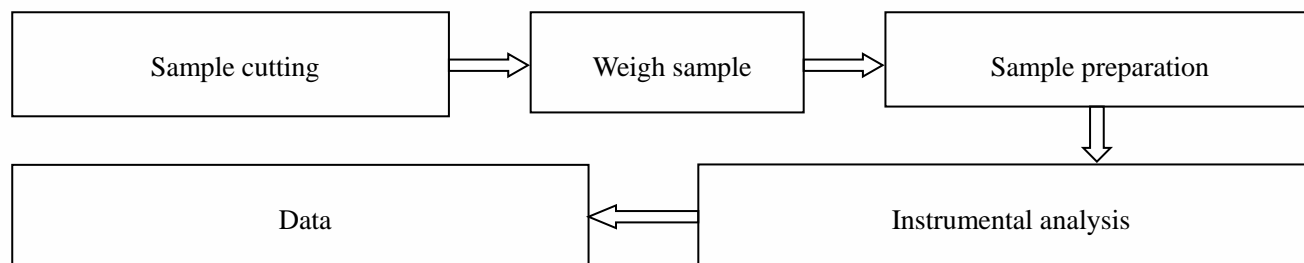 Sample cutting
Weigh sample
Sample preparation
Instrumental analysis
Data